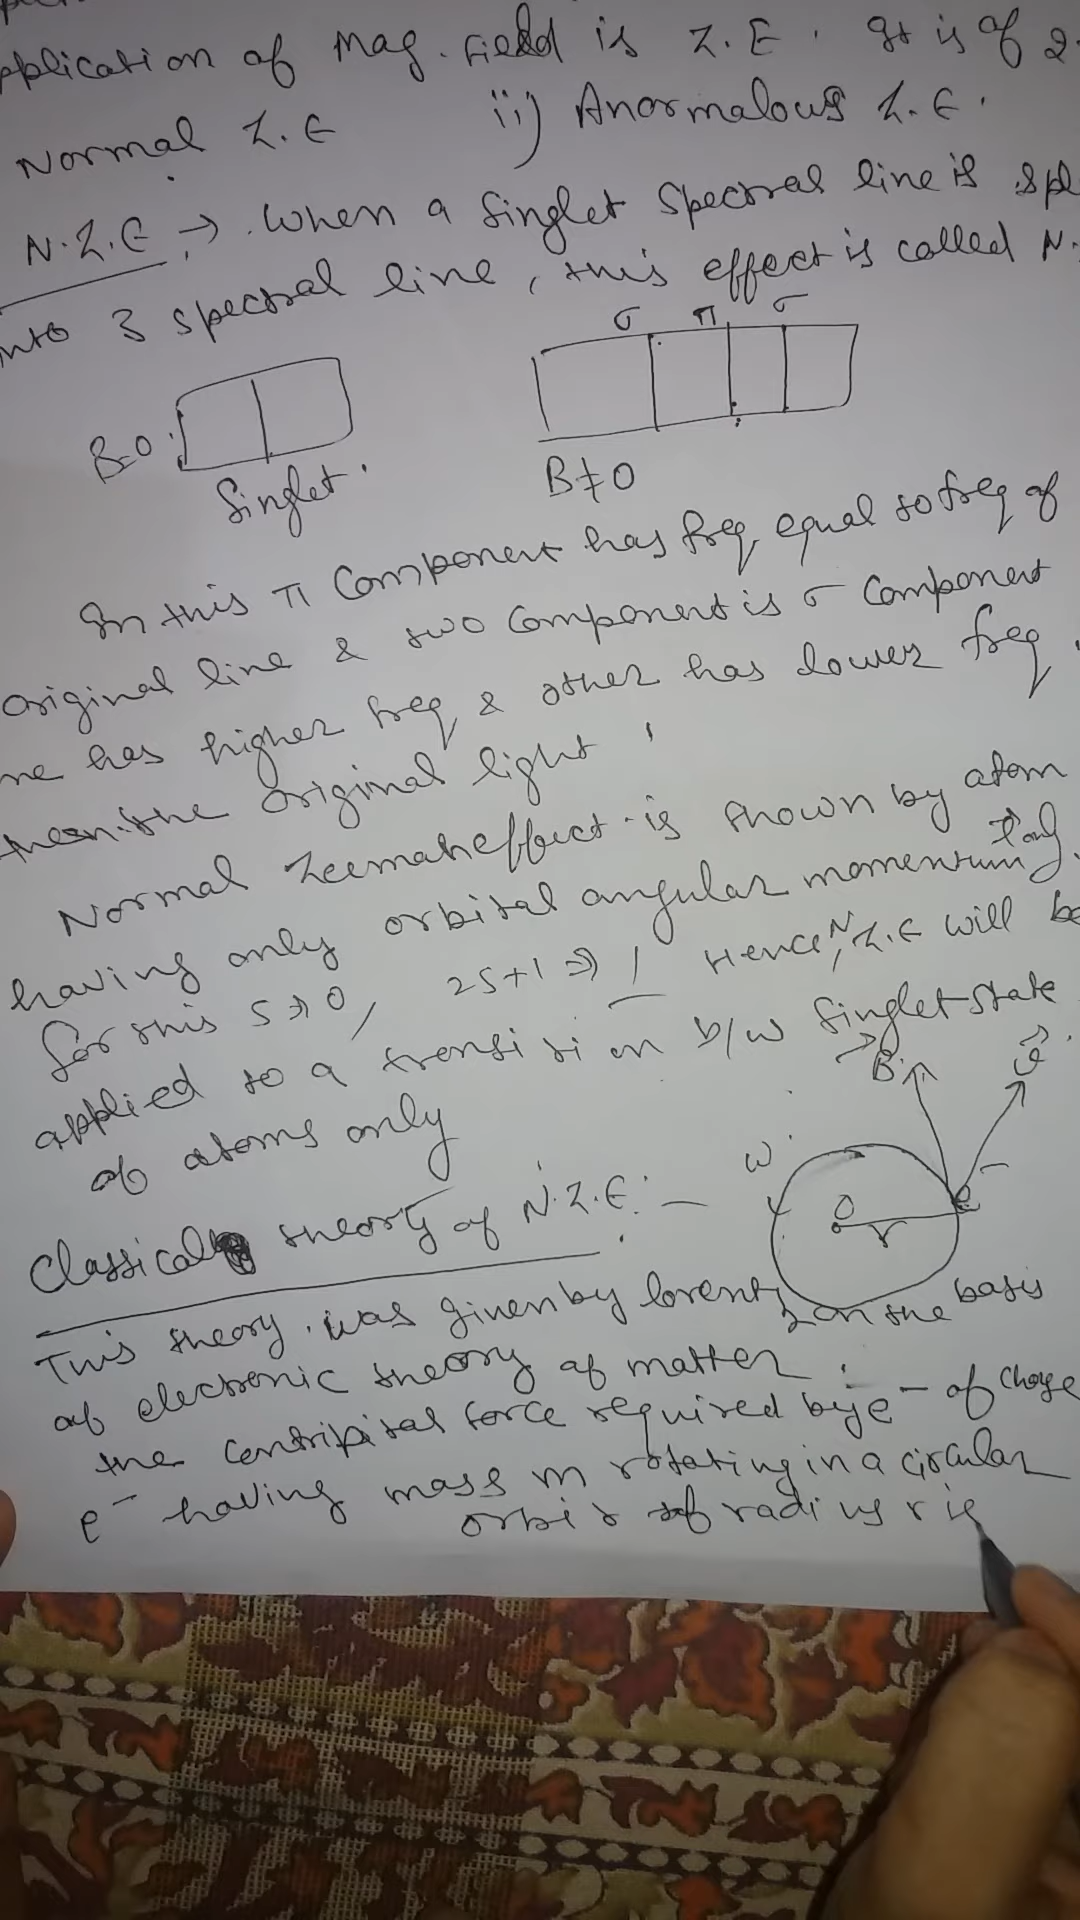 pplication of Mag. Field is Z.E. It is of 2
Normal Z.E ii) Anormalous Z.E.
N.Z.E → When a Singlet Spectral line is spl
into 3 spectral line, this effect is called N.
σ π σ
B=0
Singlet.
B≠0
In this π Component has freq equal to freq of
original line & two Component is σ Component
ne has higher freq & other has lower freq.
than the original light
Normal Zeeman effect is shown by atom
having only orbital angular momentum
for this S⇒0, 2S+1⇒1 Hence, N.Z.E will be
applied to a transition b/w Singlet State
of atoms only
B
ω
e-
O
r
Classical theory of N.Z.E:-
This theory was given by Lorentz on the basis
of electronic theory of matter.
the centripital force required by e- of charge
e- having mass m rotating in a circular
orbit of radius r is